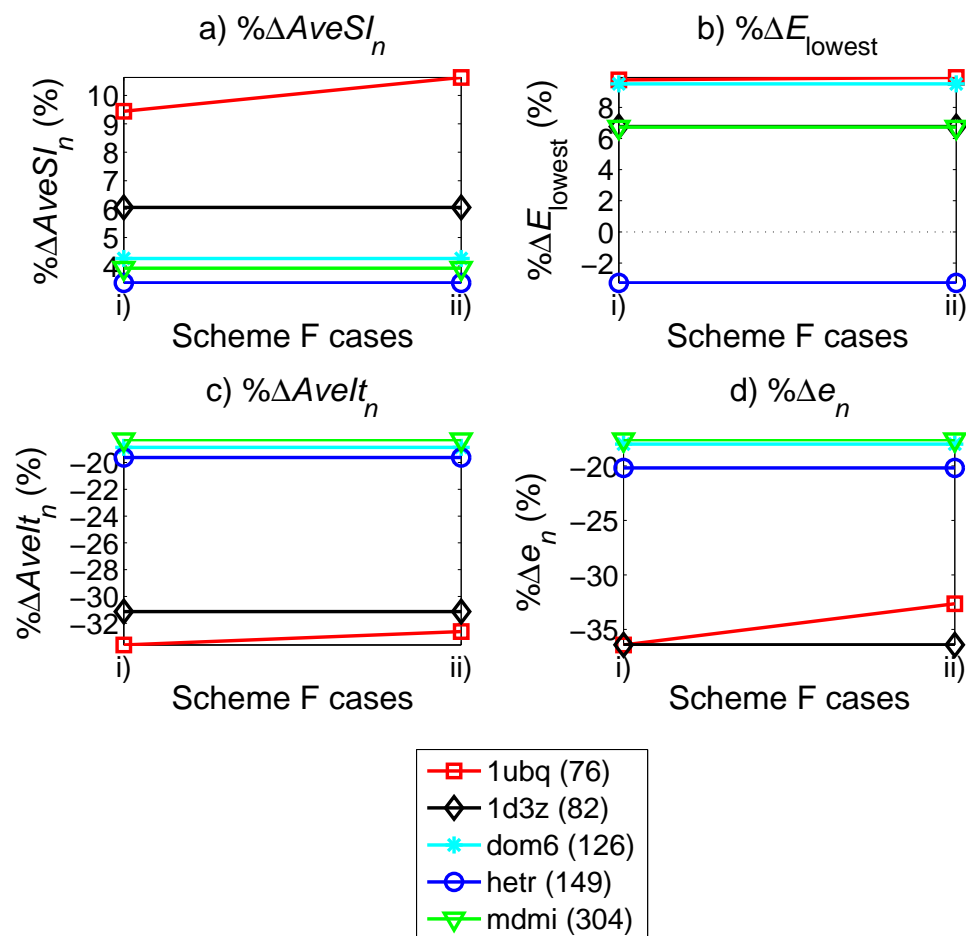 a) %ΔAveSI_n
%ΔAveSI_n (%)
10
9
8
7
6
5
4
i)
ii)
Scheme F cases
b) %ΔE_lowest
%ΔE_lowest (%)
8
6
4
2
0
−2
i)
ii)
Scheme F cases
c) %ΔAveIt_n
%ΔAveIt_n (%)
−20
−22
−24
−26
−28
−30
−32
i)
ii)
Scheme F cases
d) %Δe_n
%Δe_n (%)
−20
−25
−30
−35
i)
ii)
Scheme F cases
1ubq (76)
1d3z (82)
dom6 (126)
hetr (149)
mdmi (304)